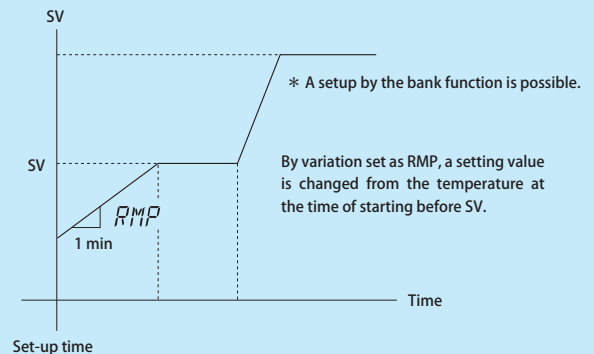 SV
* A setup by the bank function is possible.
SV
By variation set as RMP, a setting value
is changed from the temperature at
the time of starting before SV.
RMP
1 min
Time
Set-up time